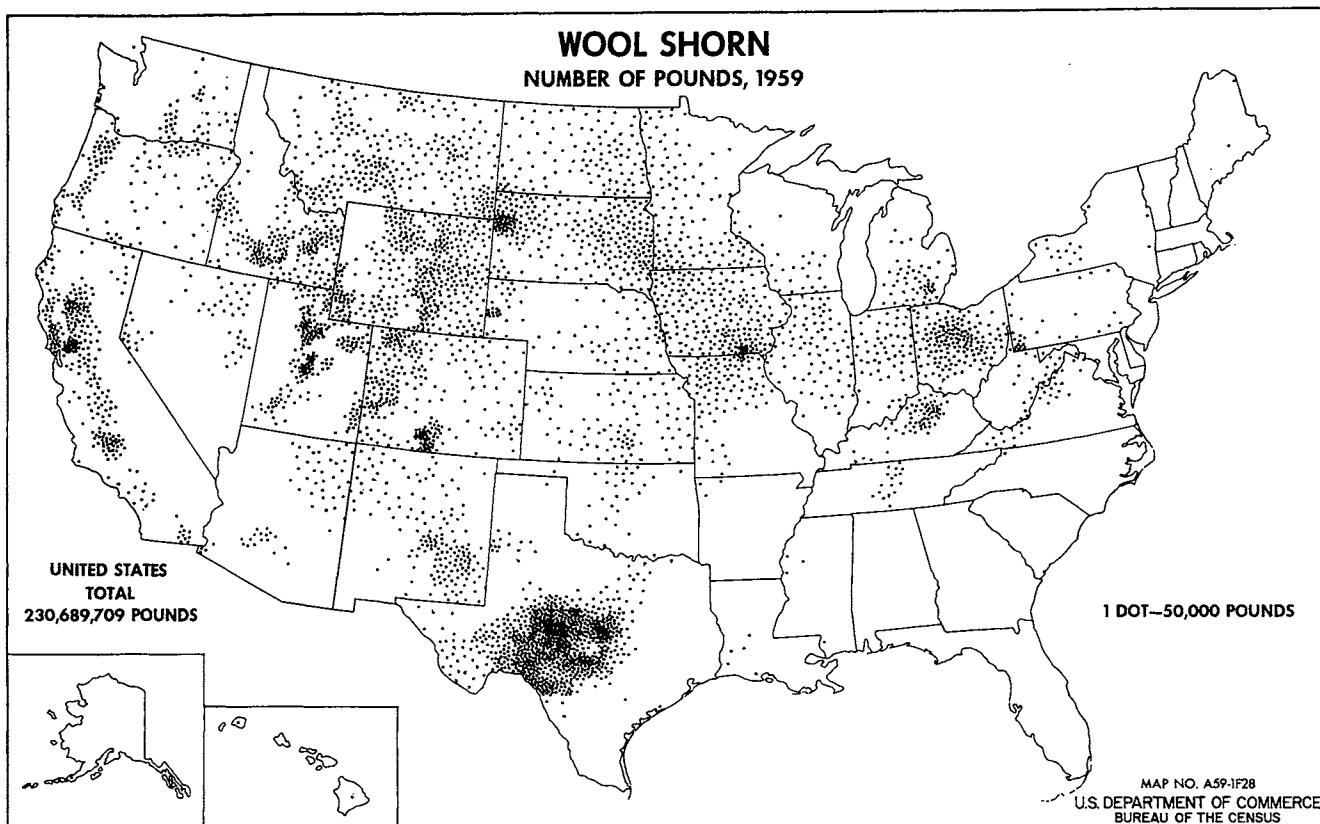 WOOL SHORN
NUMBER OF POUNDS, 1959
UNITED STATES
TOTAL
230,689,709 POUNDS
1 DOT—50,000 POUNDS
MAP NO. A59-1F28
U.S. DEPARTMENT OF COMMERCE
BUREAU OF THE CENSUS